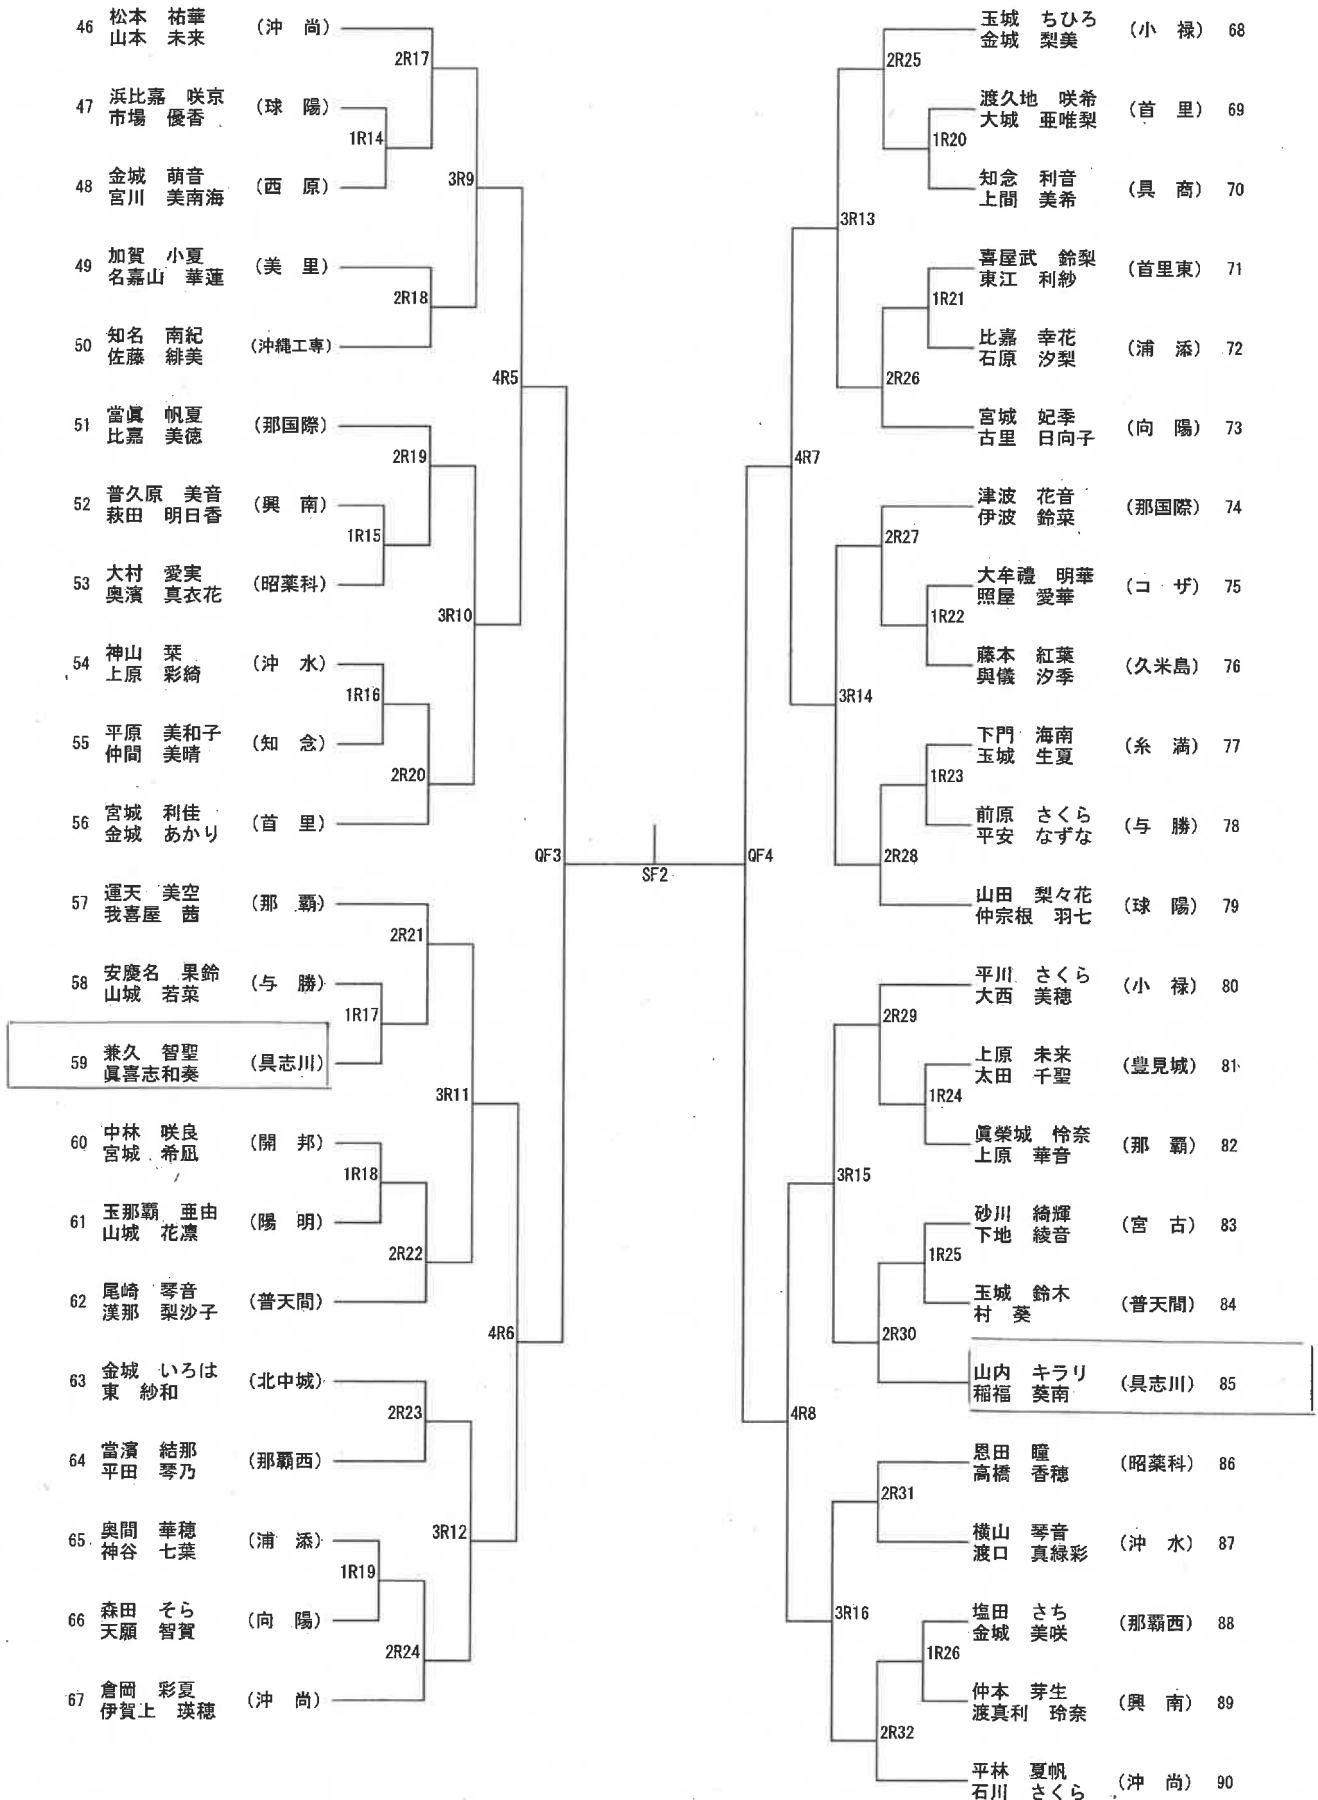 46 松本 祐華 (沖 尚)
山本 未来
2R17
47 浜比嘉 咲京 (球 陽)
市場 優香
1R14
48 金城 萌音 (西 原)
宮川 美南海
3R9
49 加賀 小夏 (美 里)
名嘉山 華蓮
2R18
50 知名 南紀 (沖縄工専)
佐藤 緋美
4R5
51 當眞 帆夏 (那国際)
比嘉 美徳
2R19
52 普久原 美音 (興 南)
萩田 明日香
1R15
53 大村 愛実 (昭薬科)
奥濱 真衣花
3R10
54 神山 栞 (沖 水)
上原 彩綺
1R16
55 平原 美和子 (知 念)
仲間 美晴
2R20
56 宮城 利佳 (首 里)
金城 あかり
QF3
57 運天 美空 (那 覇)
我喜屋 茜
2R21
58 安慶名 果鈴 (与 勝)
山城 若菜
1R17
59 兼久 智聖 (具志川)
眞喜志和奏
3R11
60 中林 咲良 (開 邦)
宮城 希凪
1R18
61 玉那覇 亜由 (陽 明)
山城 花凛
2R22
62 尾崎 琴音 (普天間)
漢那 梨沙子
4R6
63 金城 いろは (北中城)
東 紗和
2R23
64 當濱 結那 (那覇西)
平田 琴乃
3R12
65 奥間 華穂 (浦 添)
神谷 七葉
1R19
66 森田 そら (向 陽)
天願 智賀
2R24
67 倉岡 彩夏 (沖 尚)
伊賀上 瑛穂
SF2
玉城 ちひろ (小 禄) 68
金城 梨美
2R25
渡久地 咲希 (首 里) 69
大城 亜唯梨
1R20
知念 利音 (具 商) 70
上間 美希
3R13
喜屋武 鈴梨 (首里東) 71
東江 利紗
1R21
比嘉 幸花 (浦 添) 72
石原 汐梨
2R26
宮城 妃季 (向 陽) 73
古里 日向子
4R7
津波 花音 (那国際) 74
伊波 鈴菜
2R27
大牟禮 明華 (コ ザ) 75
照屋 愛華
1R22
藤本 紅葉 (久米島) 76
與儀 汐季
3R14
下門 海南 (糸 満) 77
玉城 生夏
1R23
前原 さくら (与 勝) 78
平安 なずな
2R28
QF4
山田 梨々花 (球 陽) 79
仲宗根 羽七
平川 さくら (小 禄) 80
大西 美穂
2R29
上原 未来 (豊見城) 81
太田 千聖
1R24
眞榮城 怜奈 (那 覇) 82
上原 華音
3R15
砂川 綺輝 (宮 古) 83
下地 綾音
1R25
玉城 鈴木 (普天間) 84
村 葵
2R30
山内 キラリ (具志川) 85
稲福 葵南
4R8
恩田 瞳 (昭薬科) 86
高橋 香穂
2R31
横山 琴音 (沖 水) 87
渡口 真緑彩
3R16
塩田 さち (那覇西) 88
金城 美咲
1R26
仲本 芽生 (興 南) 89
渡真利 玲奈
2R32
平林 夏帆 (沖 尚) 90
石川 さくら